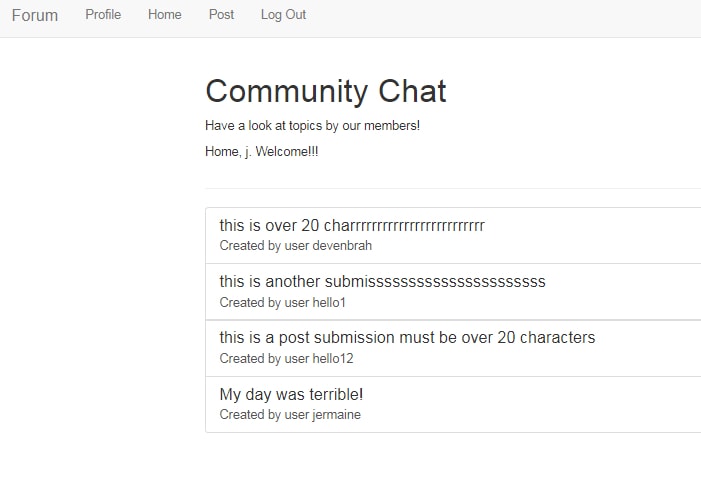 Forum Profile Home Post Log Out
Community Chat
Have a look at topics by our members!
Home, j. Welcome!!!
this is over 20 charrrrrrrrrrrrrrrrrrrrrrrrr
Created by user devenbrah
this is another submisssssssssssssssssssssss
Created by user hello1
this is a post submission must be over 20 characters
Created by user hello12
My day was terrible!
Created by user jermaine